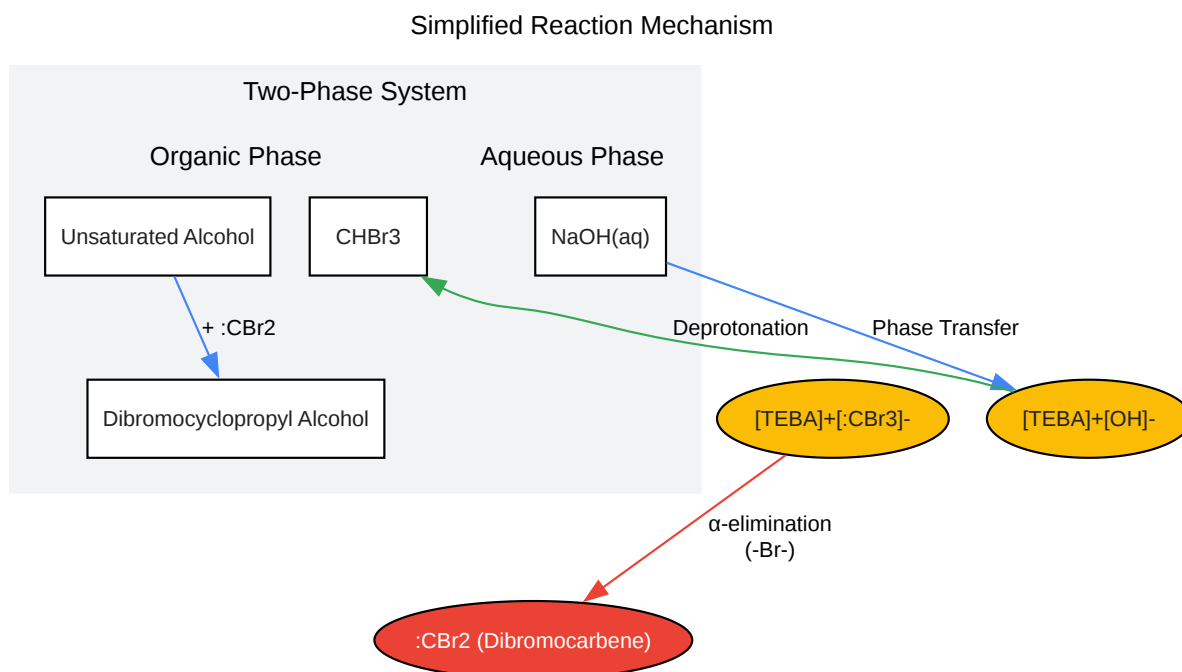 Simplified Reaction Mechanism
Two-Phase System
Organic Phase
Aqueous Phase
Unsaturated Alcohol
CHBr3
NaOH(aq)
+ :CBr2
Deprotonation
Phase Transfer
Dibromocyclopropyl Alcohol
[TEBA]+[:CBr3]-
[TEBA]+[OH]-
α-elimination
(-Br-)
:CBr2 (Dibromocarbene)